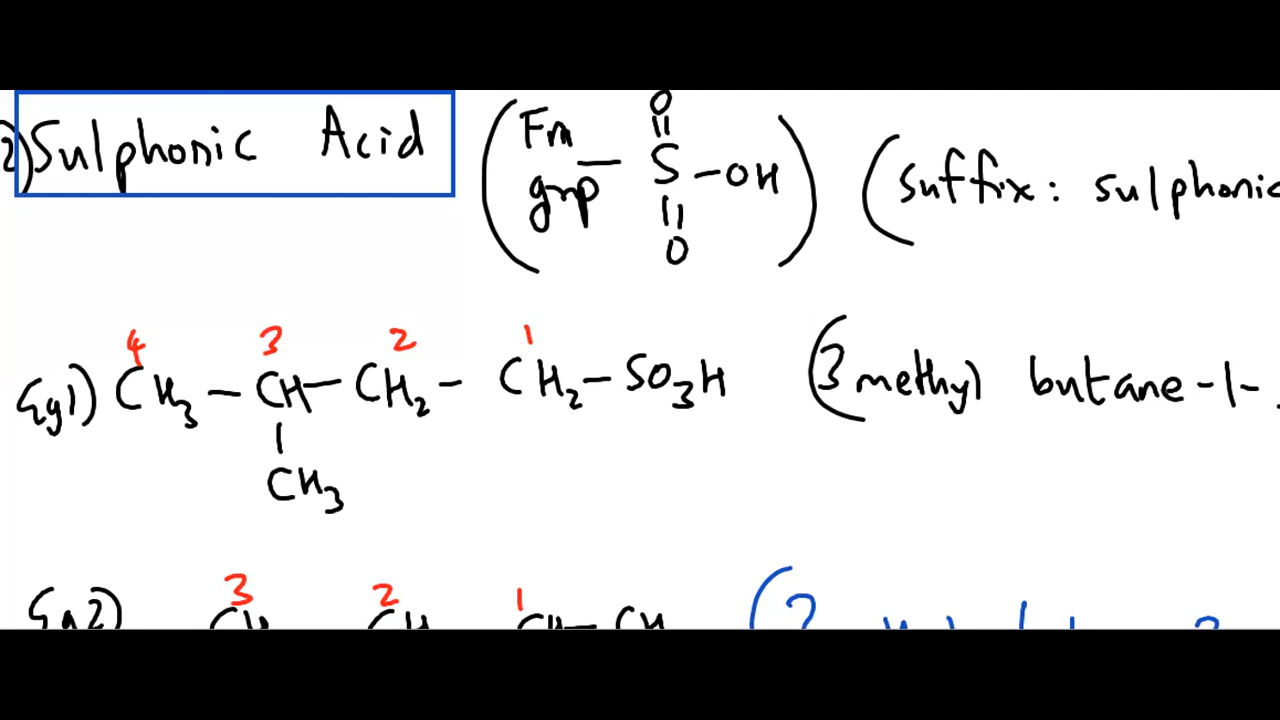 2) Sulphonic Acid (Fn grp – S(=O)(=O) – OH) (suffix: sulphonic
4 3 2 1
Eg1) CH3 – CH – CH2 – CH2 – SO3H (3 methyl butane-1-
|
CH3
3 2 1
Eg2)